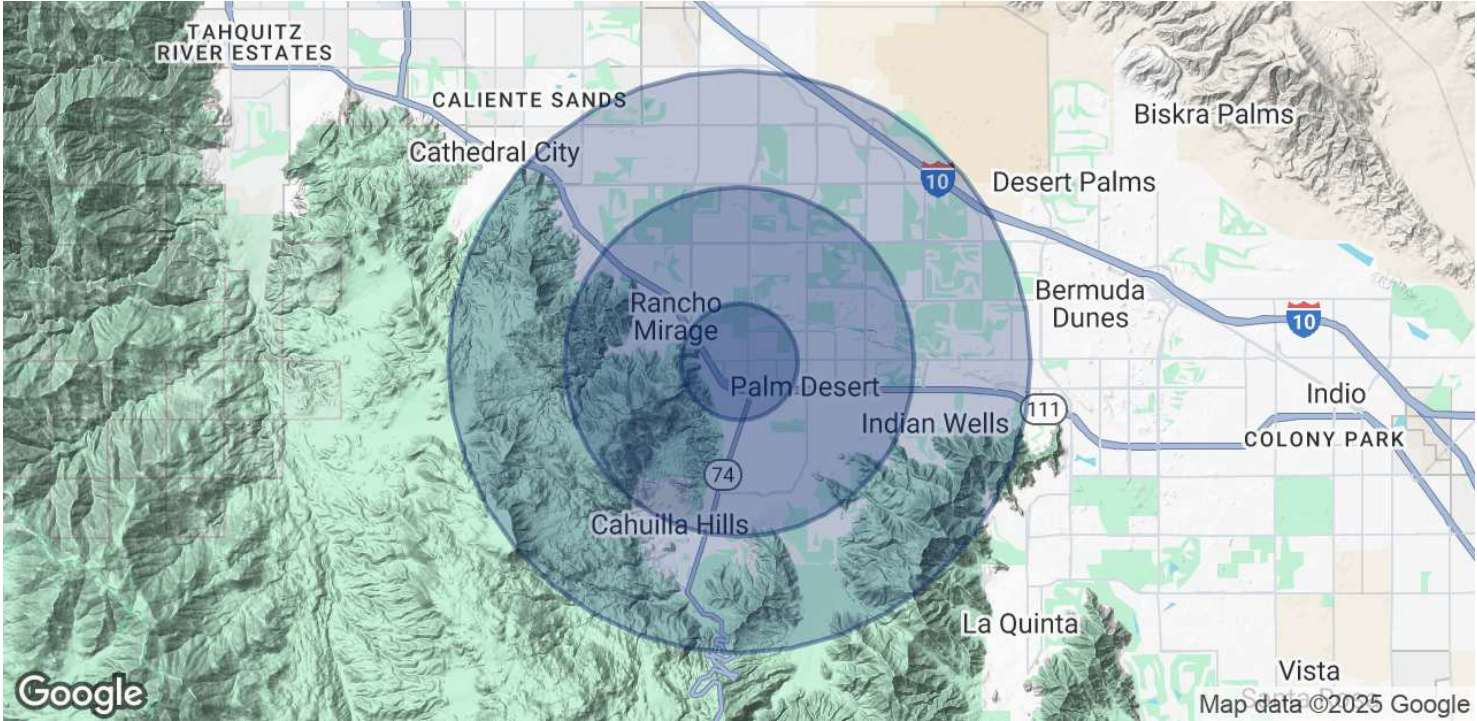 TAHQUITZ
RIVER ESTATES
CALIENTE SANDS
Biskra Palms
Cathedral City
10
Desert Palms
Rancho
Mirage
Bermuda
Dunes
10
Palm Desert
Indio
111
Indian Wells
COLONY PARK
74
Cahuilla Hills
La Quinta
Vista
Google
Map data ©2025 Google